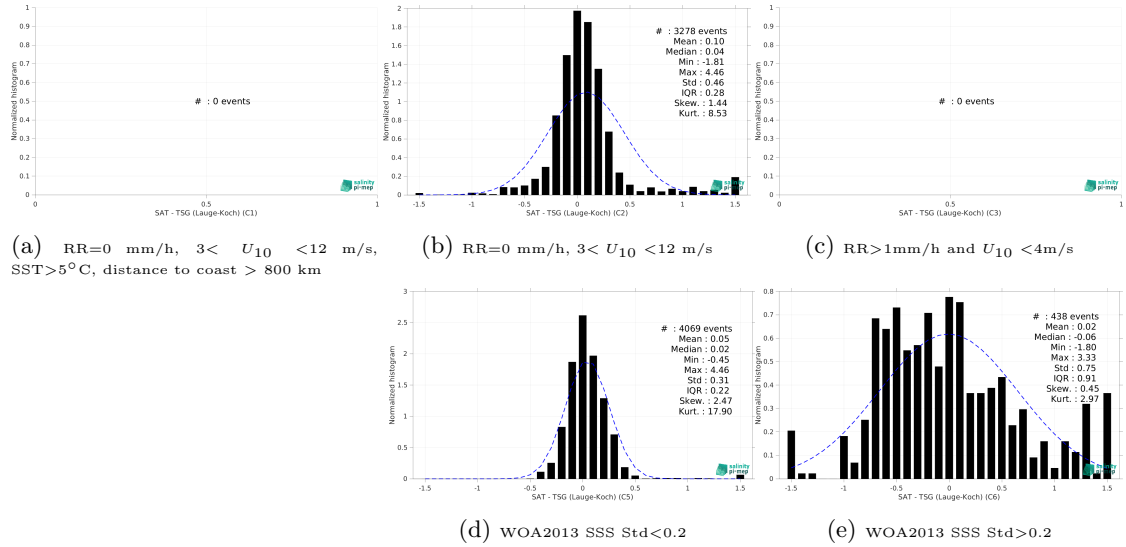 1
0.9
0.8
0.7
0.6
0.5
0.4
0.3
0.2
0.1
0
Normalized histogram
# : 0 events
salinity
pi-mep
0 0.5 1
SAT - TSG (Lauge-Koch) (C1)
(a) RR=0 mm/h, 3< U10 <12 m/s,
SST>5°C, distance to coast > 800 km
2
1.8
1.6
1.4
1.2
1
0.8
0.6
0.4
0.2
0
Normalized histogram
# : 3278 events
Mean : 0.10
Median : 0.04
Min : -1.81
Max : 4.46
Std : 0.46
IQR : 0.28
Skew. : 1.44
Kurt. : 8.53
salinity
pi-mep
-1.5 -1 -0.5 0 0.5 1 1.5
SAT - TSG (Lauge-Koch) (C2)
(b) RR=0 mm/h, 3< U10 <12 m/s
1
0.9
0.8
0.7
0.6
0.5
0.4
0.3
0.2
0.1
0
Normalized histogram
# : 0 events
salinity
pi-mep
0 0.5 1
SAT - TSG (Lauge-Koch) (C3)
(c) RR>1mm/h and U10 <4m/s
3
2.5
2
1.5
1
0.5
0
Normalized histogram
# : 4069 events
Mean : 0.05
Median : 0.02
Min : -0.45
Max : 4.46
Std : 0.31
IQR : 0.22
Skew. : 2.47
Kurt. : 17.90
salinity
pi-mep
-1.5 -1 -0.5 0 0.5 1 1.5
SAT - TSG (Lauge-Koch) (C5)
(d) WOA2013 SSS Std<0.2
0.8
0.7
0.6
0.5
0.4
0.3
0.2
0.1
0
Normalized histogram
# : 438 events
Mean : 0.02
Median : -0.06
Min : -1.80
Max : 3.33
Std : 0.75
IQR : 0.91
Skew. : 0.45
Kurt. : 2.97
salinity
pi-mep
-1.5 -1 -0.5 0 0.5 1 1.5
SAT - TSG (Lauge-Koch) (C6)
(e) WOA2013 SSS Std>0.2